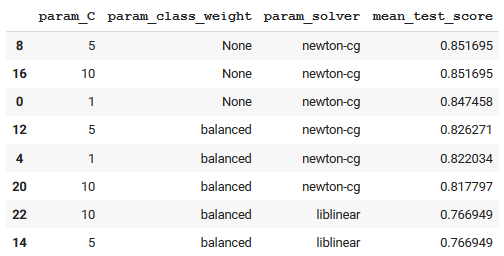 param_C param_class_weight param_solver mean_test_score
8 5 None newton-cg 0.851695
16 10 None newton-cg 0.851695
0 1 None newton-cg 0.847458
12 5 balanced newton-cg 0.826271
4 1 balanced newton-cg 0.822034
20 10 balanced newton-cg 0.817797
22 10 balanced liblinear 0.766949
14 5 balanced liblinear 0.766949